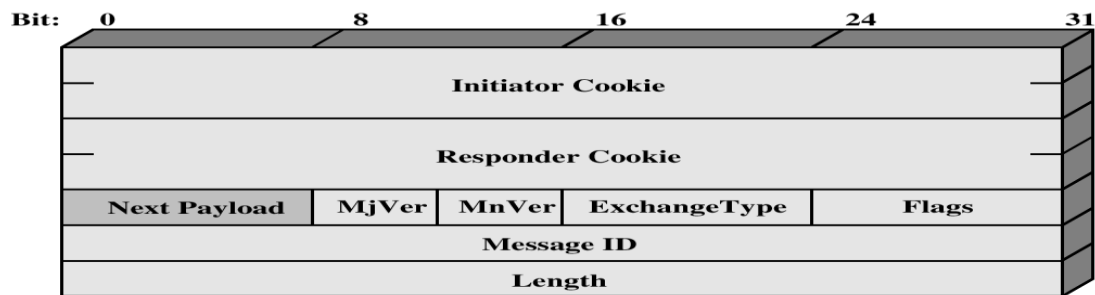 Bit: 0 8 16 24 31
Initiator Cookie
Responder Cookie
Next Payload MjVer MnVer ExchangeType Flags
Message ID
Length